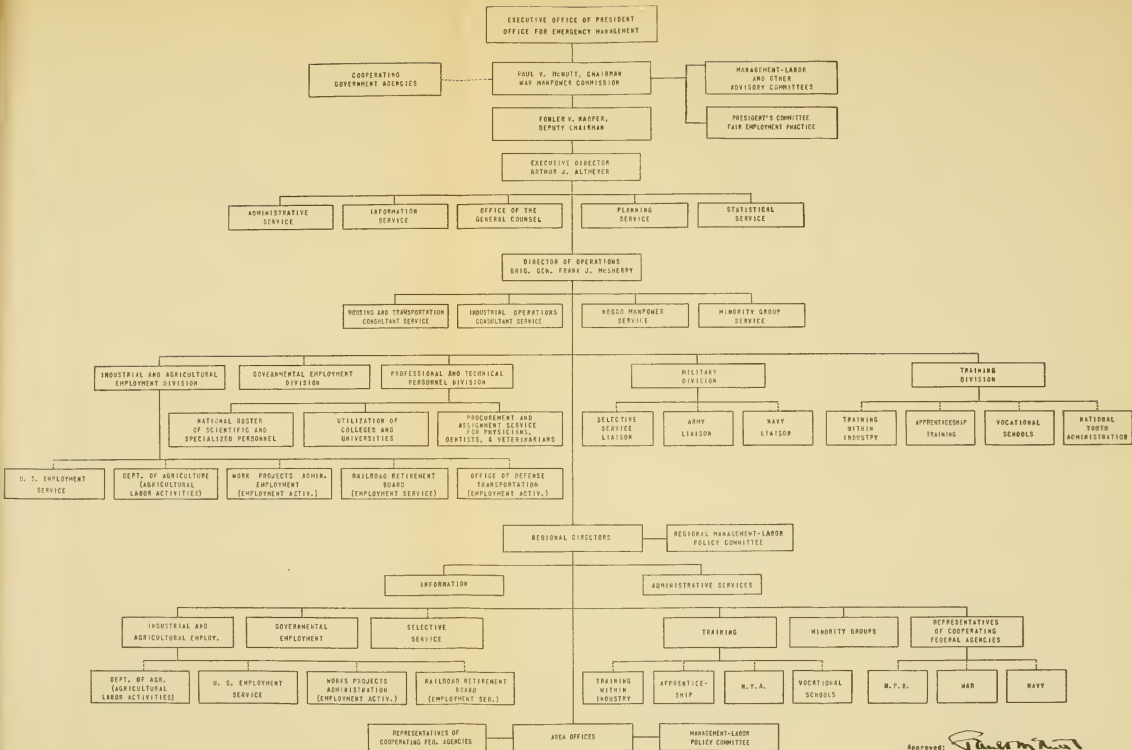 EXECUTIVE OFFICE OF PRESIDENT
OFFICE FOR EMERGENCY MANAGEMENT
COOPERATING
GOVERNMENT AGENCIES
PAUL V. McNUTT, CHAIRMAN
WAR MANPOWER COMMISSION
MANAGEMENT-LABOR
AND OTHER
ADVISORY COMMITTEES
FOWLER V. HARPER,
DEPUTY CHAIRMAN
PRESIDENT'S COMMITTEE
FAIR EMPLOYMENT PRACTICE
EXECUTIVE DIRECTOR
ARTHUR J. ALTMEYER
ADMINISTRATIVE
SERVICE
INFORMATION
SERVICE
OFFICE OF THE
GENERAL COUNSEL
PLANNING
SERVICE
STATISTICAL
SERVICE
DIRECTOR OF OPERATIONS
BRIG. GEN. FRANK J. McSHERRY
HOUSING AND TRANSPORTATION
CONSULTANT SERVICE
INDUSTRIAL OPERATIONS
CONSULTANT SERVICE
NEGRO MANPOWER
SERVICE
MINORITY GROUP
SERVICE
INDUSTRIAL AND AGRICULTURAL
EMPLOYMENT DIVISION
GOVERNMENTAL EMPLOYMENT
DIVISION
PROFESSIONAL AND TECHNICAL
PERSONNEL DIVISION
MILITARY
DIVISION
TRAINING
DIVISION
NATIONAL ROSTER
OF SCIENTIFIC AND
SPECIALIZED PERSONNEL
UTILIZATION OF
COLLEGES AND
UNIVERSITIES
PROCUREMENT AND
ASSIGNMENT SERVICE
FOR PHYSICIANS,
DENTISTS, & VETERINARIANS
SELECTIVE
SERVICE
LIAISON
ARMY
LIAISON
NAVY
LIAISON
TRAINING
WITHIN
INDUSTRY
APPRENTICESHIP
TRAINING
VOCATIONAL
SCHOOLS
NATIONAL
YOUTH
ADMINISTRATION
U. S. EMPLOYMENT
SERVICE
DEPT. OF AGRICULTURE
(AGRICULTURAL
LABOR ACTIVITIES)
WORK PROJECTS ADMIN.
EMPLOYMENT
(EMPLOYMENT ACTIV.)
RAILROAD RETIREMENT
BOARD
(EMPLOYMENT SERVICE)
OFFICE OF DEFENSE
TRANSPORTATION
(EMPLOYMENT ACTIV.)
REGIONAL DIRECTORS
REGIONAL MANAGEMENT-LABOR
POLICY COMMITTEE
INFORMATION
ADMINISTRATIVE SERVICES
INDUSTRIAL AND
AGRICULTURAL EMPLOY.
GOVERNMENTAL
EMPLOYMENT
SELECTIVE
SERVICE
TRAINING
MINORITY GROUPS
REPRESENTATIVES
OF COOPERATING
FEDERAL AGENCIES
DEPT. OF AGR.
(AGRICULTURAL
LABOR ACTIVITIES)
U. S. EMPLOYMENT
SERVICE
WORKS PROJECTS
ADMINISTRATION
(EMPLOYMENT ACTIV.)
RAILROAD RETIREMENT
BOARD
(EMPLOYMENT SER.)
TRAINING
WITHIN
INDUSTRY
APPRENTICE-
SHIP
N.Y.A.
VOCATIONAL
SCHOOLS
W.P.B.
WAR
NAVY
REPRESENTATIVES OF
COOPERATING FED. AGENCIES
AREA OFFICES
MANAGEMENT-LABOR
POLICY COMMITTEE
Approved: Paul V McNutt